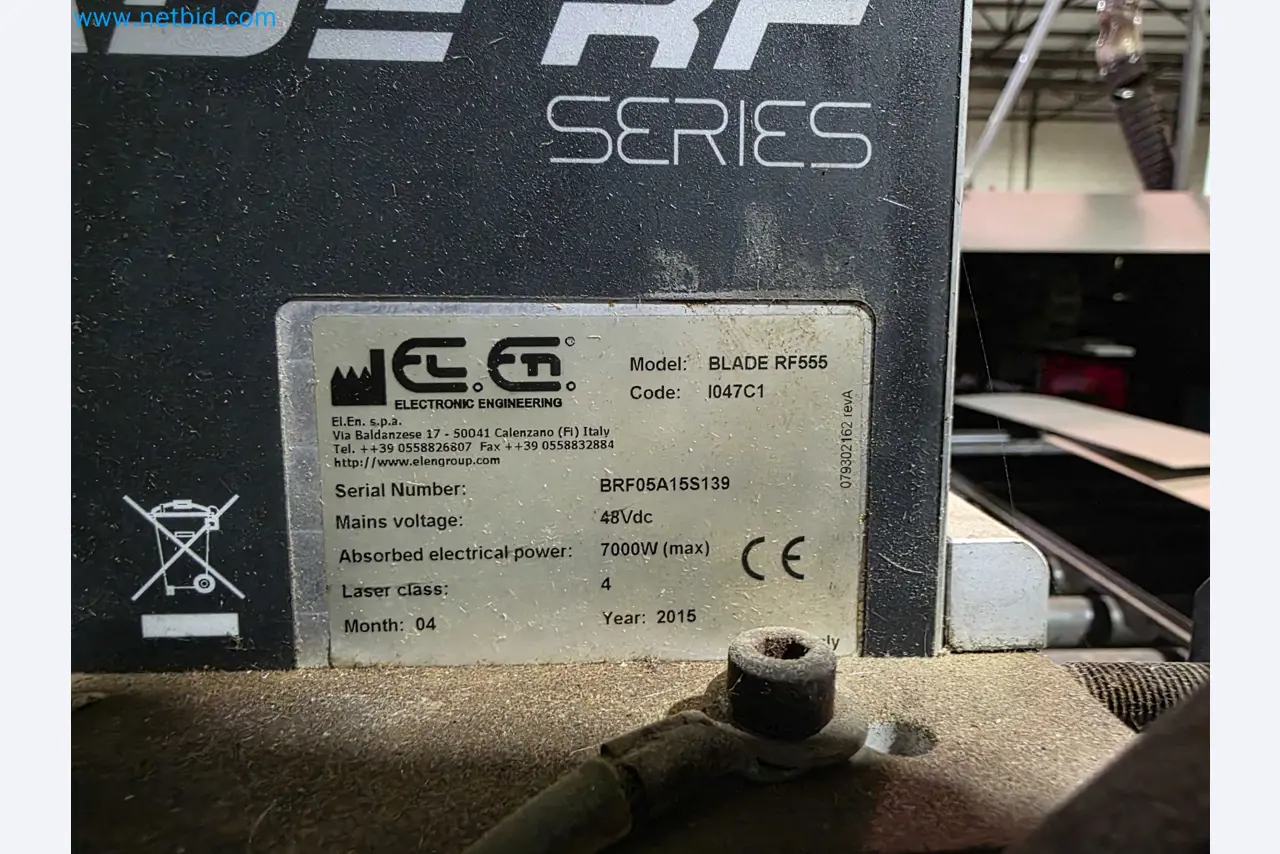 www.netbid.com
ADE RF
SERIES
EL.En.®
ELECTRONIC ENGINEERING
Model: BLADE RF555
Code: I047C1
El.En. s.p.a.
Via Baldanzese 17 - 50041 Calenzano (Fi) Italy
Tel. ++39 0558826807 Fax ++39 0558832884
http://www.elengroup.com
079302162 revA
Serial Number: BRF05A15S139
Mains voltage: 48Vdc
Absorbed electrical power: 7000W (max)
CE
Laser class: 4
Month: 04 Year: 2015